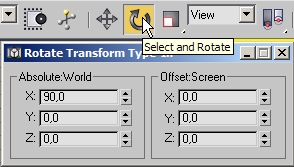 View
Select and Rotate
Rotate Transform Type-In
Absolute:World
X: 90,0
Y: 0,0
Z: 0,0
Offset:Screen
X: 0,0
Y: 0,0
Z: 0,0